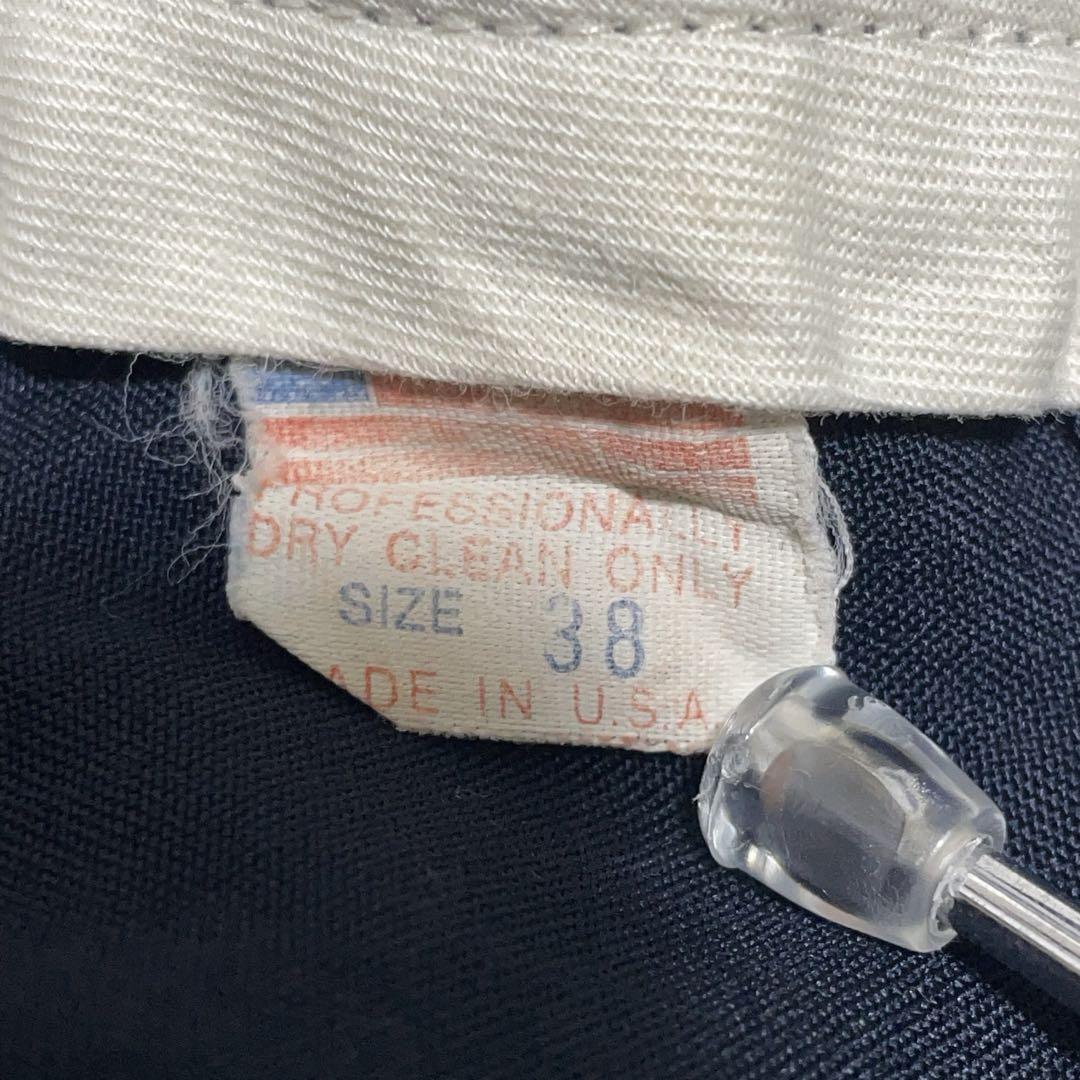 PROFESSIONALLY
DRY CLEAN ONLY
SIZE 38
MADE IN U.S.A.